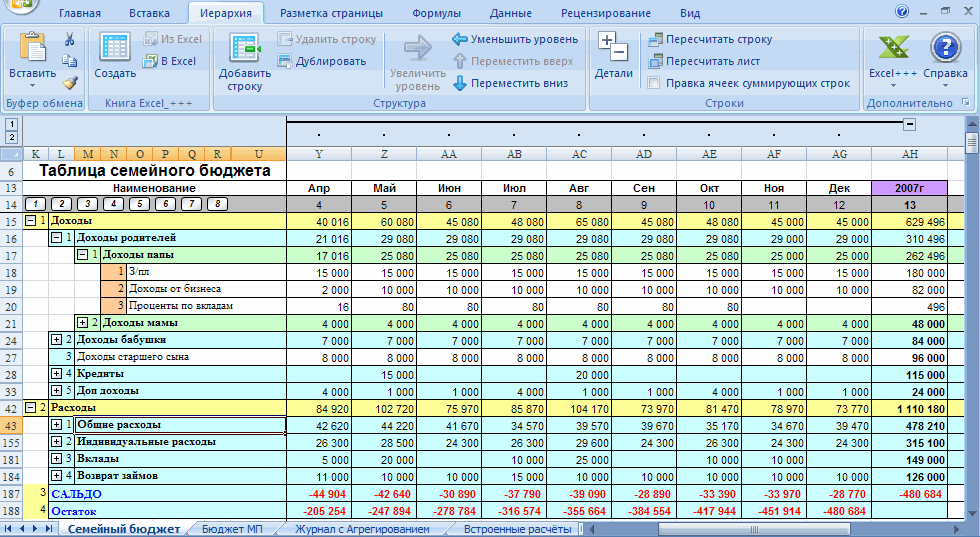 Главная Вставка Иерархия Разметка страницы Формулы Данные Рецензирование Вид
Вставить Создать Из Excel В Excel Добавить строку Удалить строку Дублировать Увеличить уровень Уменьшить уровень Переместить вверх Переместить вниз Детали Пересчитать строку Пересчитать лист Правка ячеек суммирующих строк Excel+++ Справка
Буфер обмена Книга Excel_+++ Структура Строки Дополнительно
1
2
K L M N O P Q R U Y Z AA AB AC AD AE AF AG AH
6 Таблица семейного бюджета
13 Наименование Апр Май Июн Июл Авг Сен Окт Ноя Дек 2007г
14 1 2 3 4 5 6 7 8 4 5 6 7 8 9 10 11 12 13
15 1 Доходы 40 016 60 080 45 080 48 080 65 080 45 080 48 080 45 000 45 000 629 496
16 1 Доходы родителей 21 016 29 080 29 080 29 080 29 080 29 080 29 080 29 000 29 000 310 496
17 1 Доходы папы 17 016 25 080 25 080 25 080 25 080 25 080 25 080 25 000 25 000 262 496
18 1 З/пл 15 000 15 000 15 000 15 000 15 000 15 000 15 000 15 000 15 000 180 000
19 2 Доходы от бизнеса 2 000 10 000 10 000 10 000 10 000 10 000 10 000 10 000 10 000 82 000
20 3 Проценты по вкладам 16 80 80 80 80 80 80 496
21 2 Доходы мамы 4 000 4 000 4 000 4 000 4 000 4 000 4 000 4 000 4 000 48 000
24 2 Доходы бабушки 7 000 7 000 7 000 7 000 7 000 7 000 7 000 7 000 7 000 84 000
27 3 Доходы старшего сына 8 000 8 000 8 000 8 000 8 000 8 000 8 000 8 000 8 000 96 000
28 4 Кредиты 15 000 20 000 115 000
33 5 Доп доходы 4 000 1 000 1 000 4 000 1 000 1 000 4 000 1 000 1 000 24 000
42 2 Расходы 84 920 102 720 75 970 85 870 104 170 73 970 81 470 78 970 73 770 1 110 180
43 1 Общие расходы 42 620 44 220 41 670 34 570 39 570 39 670 35 170 34 670 39 470 478 210
155 2 Индивидуальные расходы 26 300 28 500 24 300 26 300 29 600 24 300 26 300 24 300 24 300 315 100
181 3 Вклады 5 000 20 000 10 000 25 000 10 000 10 000 149 000
184 4 Возврат займов 11 000 10 000 10 000 15 000 10 000 10 000 10 000 10 000 10 000 126 000
187 3 САЛЬДО -44 904 -42 640 -30 890 -37 790 -39 090 -28 890 -33 390 -33 970 -28 770 -480 684
188 4 Остаток -205 254 -247 894 -278 784 -316 574 -355 664 -384 554 -417 944 -451 914 -480 684
Семейный бюджет Бюджет МП Журнал с Агрегированием Встроенные расчёты